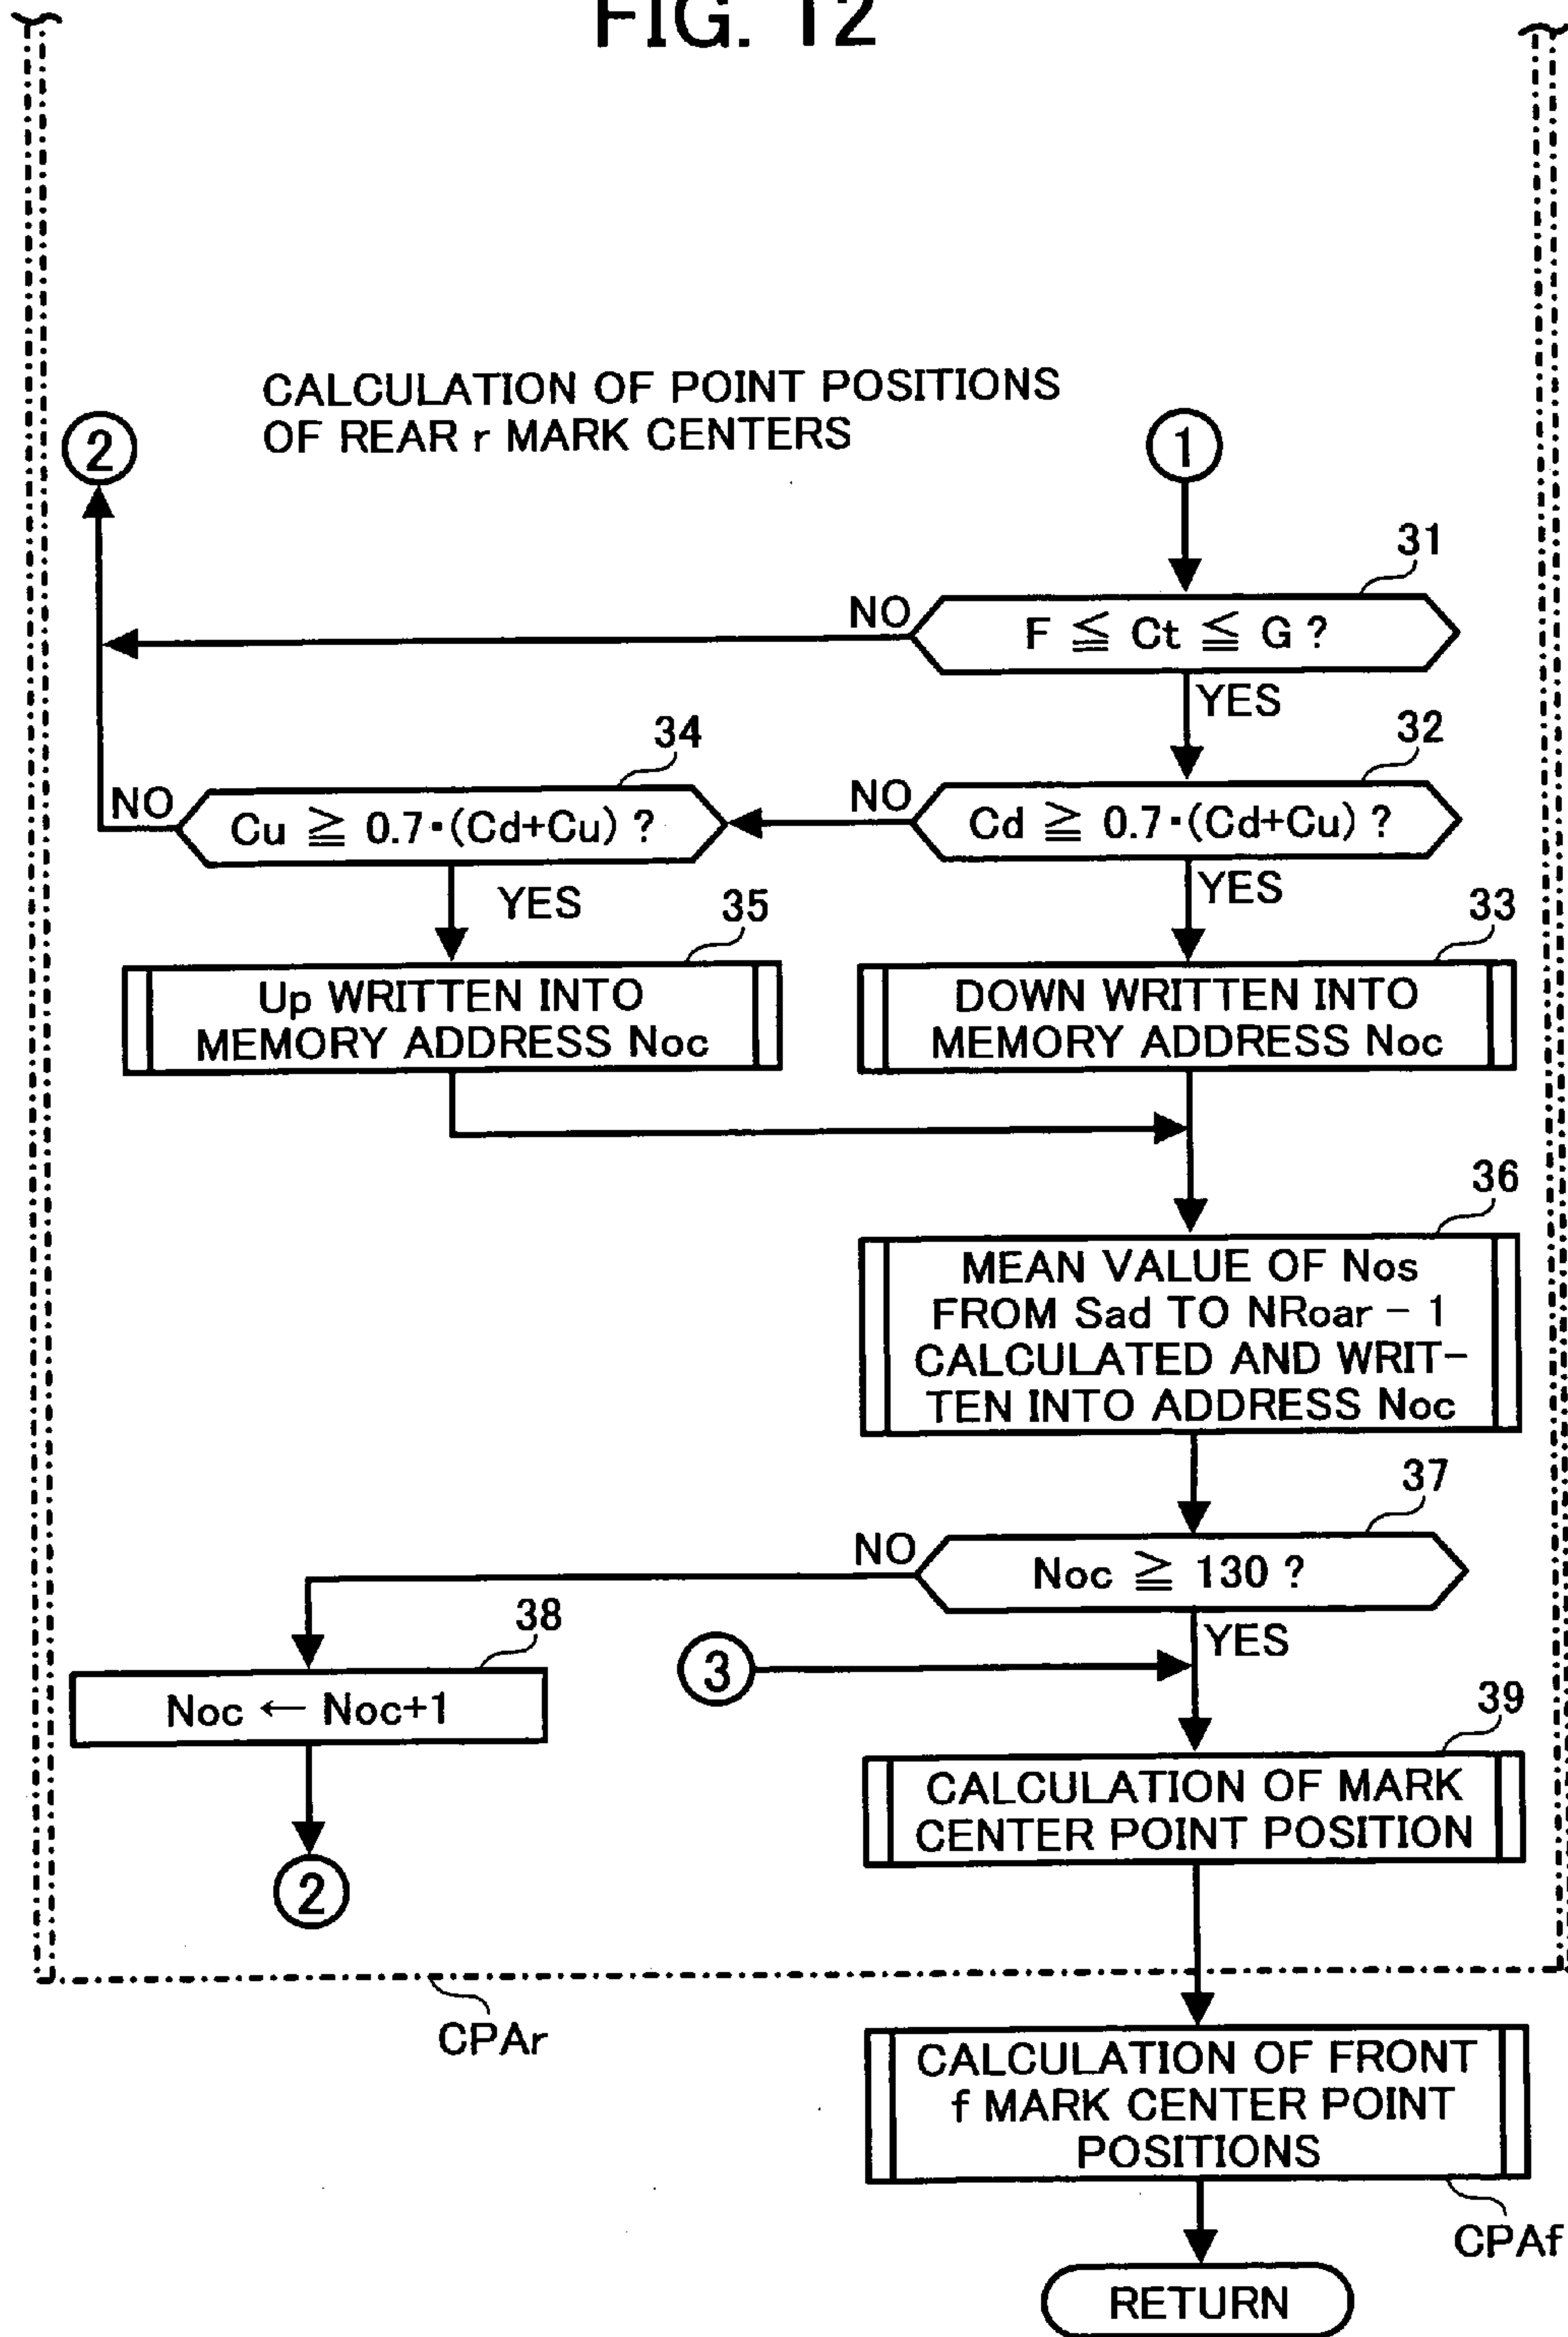 FIG. 12
CALCULATION OF POINT POSITIONS
OF REAR r MARK CENTERS
2
1
31
NO
F ≦ Ct ≦ G ?
YES
34
32
NO
Cu ≧ 0.7·(Cd+Cu) ?
NO
Cd ≧ 0.7·(Cd+Cu) ?
YES
YES
35
33
Up WRITTEN INTO
MEMORY ADDRESS Noc
DOWN WRITTEN INTO
MEMORY ADDRESS Noc
36
MEAN VALUE OF Nos
FROM Sad TO NRoar − 1
CALCULATED AND WRIT-
TEN INTO ADDRESS Noc
37
NO
Noc ≧ 130 ?
YES
38
3
Noc ← Noc+1
39
CALCULATION OF MARK
CENTER POINT POSITION
2
CPAr
CALCULATION OF FRONT
f MARK CENTER POINT
POSITIONS
CPAf
RETURN